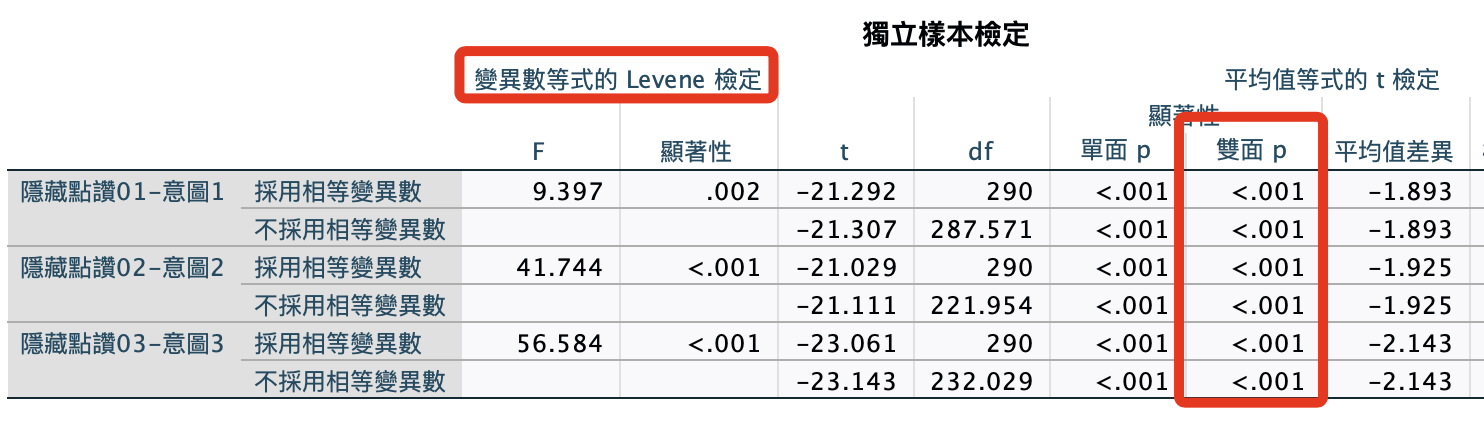 獨立樣本檢定
變異數等式的 Levene 檢定 平均值等式的 t 檢定
顯著性
F 顯著性 t df 單面 p 雙面 p 平均值差異
隱藏點讚01-意圖1 採用相等變異數 9.397 .002 -21.292 290 <.001 <.001 -1.893
不採用相等變異數 -21.307 287.571 <.001 <.001 -1.893
隱藏點讚02-意圖2 採用相等變異數 41.744 <.001 -21.029 290 <.001 <.001 -1.925
不採用相等變異數 -21.111 221.954 <.001 <.001 -1.925
隱藏點讚03-意圖3 採用相等變異數 56.584 <.001 -23.061 290 <.001 <.001 -2.143
不採用相等變異數 -23.143 232.029 <.001 <.001 -2.143